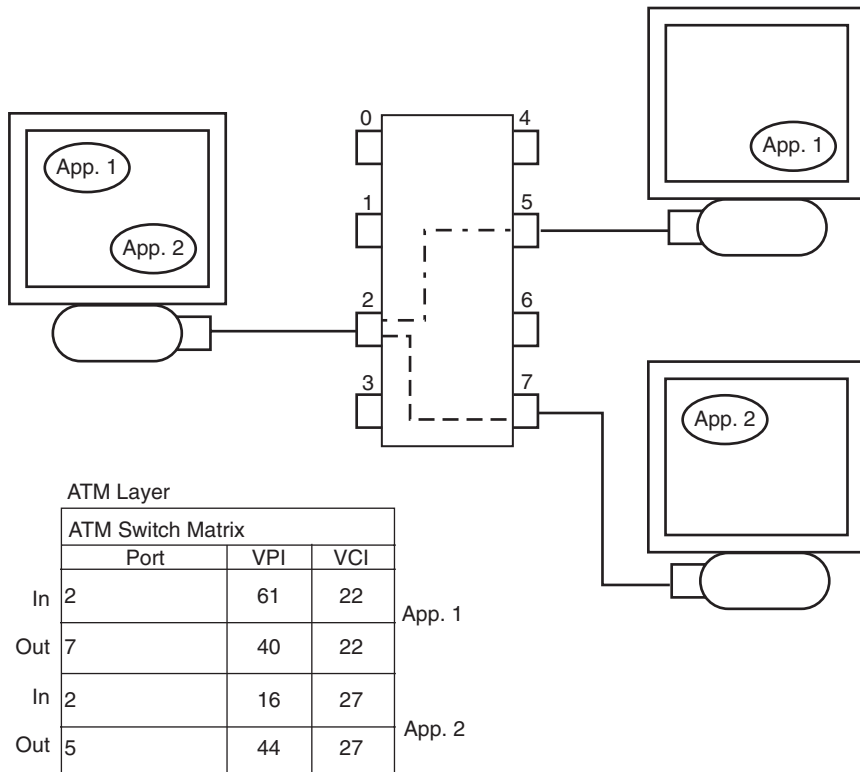 App. 1
App. 2
0
1
2
3
4
5
6
7
App. 1
App. 2
ATM Layer
ATM Switch Matrix
Port VPI VCI
In 2 61 22
App. 1
Out 7 40 22
In 2 16 27
App. 2
Out 5 44 27